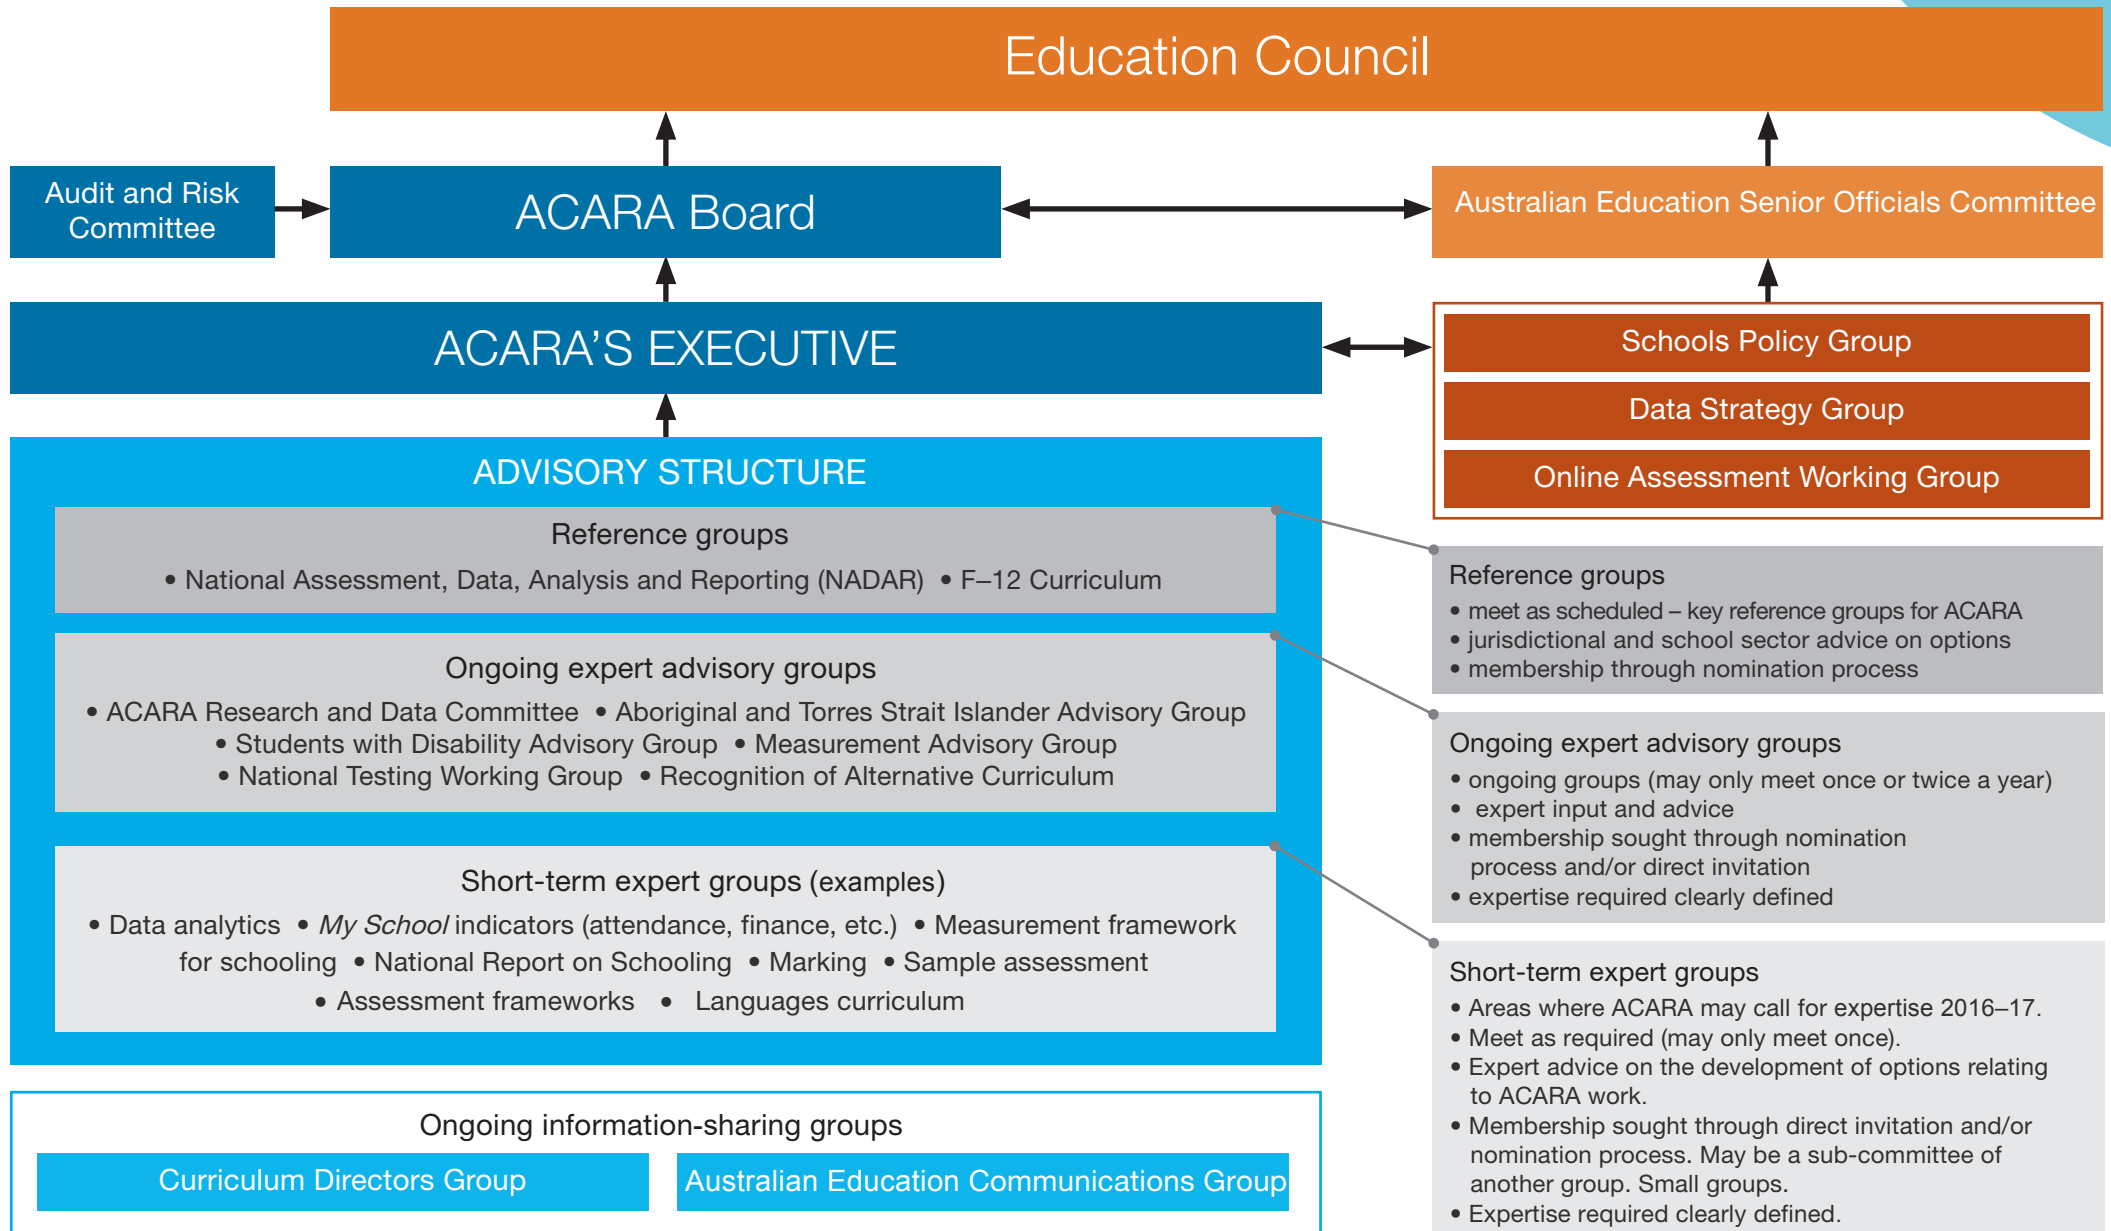 Education Council
Audit and Risk
Committee
ACARA Board
Australian Education Senior Officials Committee
ACARA’S EXECUTIVE
Schools Policy Group
Data Strategy Group
Online Assessment Working Group
ADVISORY STRUCTURE
Reference groups
• National Assessment, Data, Analysis and Reporting (NADAR) • F–12 Curriculum
Ongoing expert advisory groups
• ACARA Research and Data Committee • Aboriginal and Torres Strait Islander Advisory Group
• Students with Disability Advisory Group • Measurement Advisory Group
• National Testing Working Group • Recognition of Alternative Curriculum
Short-term expert groups (examples)
• Data analytics • My School indicators (attendance, finance, etc.) • Measurement framework
for schooling • National Report on Schooling • Marking • Sample assessment
• Assessment frameworks • Languages curriculum
Reference groups
• meet as scheduled – key reference groups for ACARA
• jurisdictional and school sector advice on options
• membership through nomination process
Ongoing expert advisory groups
• ongoing groups (may only meet once or twice a year)
• expert input and advice
• membership sought through nomination
process and/or direct invitation
• expertise required clearly defined
Short-term expert groups
• Areas where ACARA may call for expertise 2016–17.
• Meet as required (may only meet once).
• Expert advice on the development of options relating
to ACARA work.
• Membership sought through direct invitation and/or
nomination process. May be a sub-committee of
another group. Small groups.
• Expertise required clearly defined.
Ongoing information-sharing groups
Curriculum Directors Group
Australian Education Communications Group